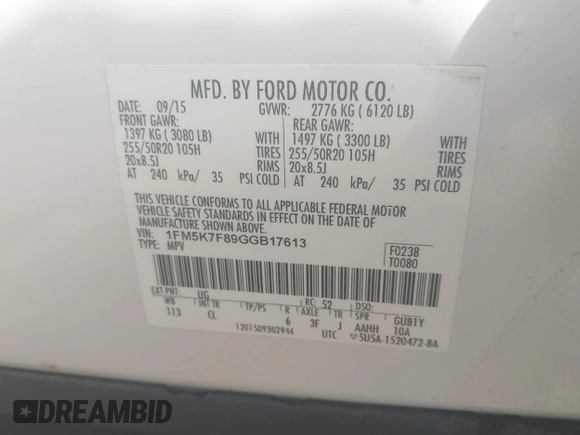 MFD. BY FORD MOTOR CO.
DATE: 09/15 GVWR: 2776 KG ( 6120 LB)
FRONT GAWR: REAR GAWR:
1397 KG ( 3080 LB) WITH 1497 KG ( 3300 LB) WITH
255/50R20 105H TIRES 255/50R20 105H TIRES
20x8.5J RIMS 20x8.5J RIMS
AT 240 kPa/ 35 PSI COLD AT 240 kPa/ 35 PSI COLD
THIS VEHICLE CONFORMS TO ALL APPLICABLE FEDERAL MOTOR
VEHICLE SAFETY STANDARDS IN EFFECT ON THE DATE OF
MANUFACTURE SHOWN ABOVE.
VIN: 1FM5K7F89GGB17613 F0238
TYPE: MPV T0080
EXT PNT: UG RC: 52 DSO:
WB INT TR TP/PS R AXLE TR SPR GUB1Y
113 CL 6 3F J AAHH 10A
1201509302944 UTC ▽5U5A-1520472-BA
DREAMBID